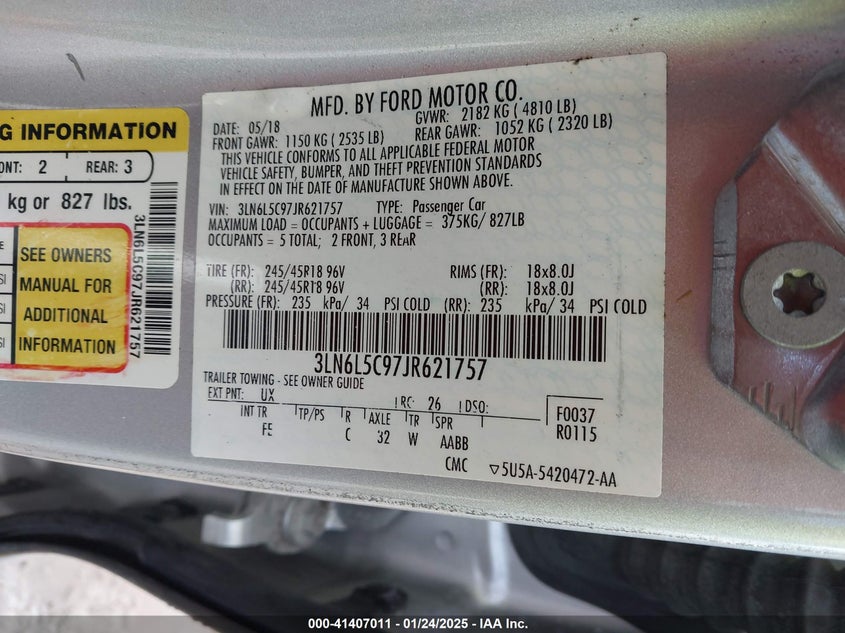 G INFORMATION
ONT: 2 REAR: 3
kg or 827 lbs.
SEE OWNERS
MANUAL FOR
ADDITIONAL
INFORMATION
3LN6L5C97JR621757
MFD. BY FORD MOTOR CO.
DATE: 05/18 GVWR: 2182 KG ( 4810 LB)
FRONT GAWR: 1150 KG ( 2535 LB) REAR GAWR: 1052 KG ( 2320 LB)
THIS VEHICLE CONFORMS TO ALL APPLICABLE FEDERAL MOTOR
VEHICLE SAFETY, BUMPER, AND THEFT PREVENTION STANDARDS
IN EFFECT ON THE DATE OF MANUFACTURE SHOWN ABOVE.
VIN: 3LN6L5C97JR621757 TYPE: Passenger Car
MAXIMUM LOAD = OCCUPANTS + LUGGAGE = 375KG/ 827LB
OCCUPANTS = 5 TOTAL; 2 FRONT, 3 REAR
TIRE (FR): 245/45R18 96V RIMS (FR): 18x8.0J
(RR): 245/45R18 96V (RR): 18x8.0J
PRESSURE (FR): 235 kPa/ 34 PSI COLD (RR): 235 kPa/ 34 PSI COLD
3LN6L5C97JR621757
TRAILER TOWING - SEE OWNER GUIDE
EXT PNT: UX RC: 26 DSO:
INT TR TP/PS R AXLE TR SPR
FE C 32 W AABB
F0037
R0115
CMC ▽5U5A-5420472-AA
000-41407011 — 01/24/2025 — IAA Inc.